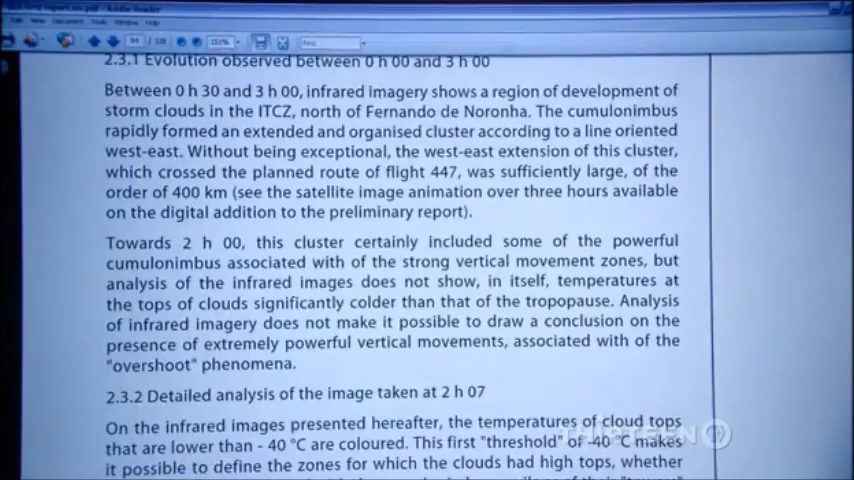 Adobe Reader
Document Tools Window Help
151%
Find
2.3.1 Evolution observed between 0 h 00 and 3 h 00
Between 0 h 30 and 3 h 00, infrared imagery shows a region of development of
storm clouds in the ITCZ, north of Fernando de Noronha. The cumulonimbus
rapidly formed an extended and organised cluster according to a line oriented
west-east. Without being exceptional, the west-east extension of this cluster,
which crossed the planned route of flight 447, was sufficiently large, of the
order of 400 km (see the satellite image animation over three hours available
on the digital addition to the preliminary report).
Towards 2 h 00, this cluster certainly included some of the powerful
cumulonimbus associated with of the strong vertical movement zones, but
analysis of the infrared images does not show, in itself, temperatures at
the tops of clouds significantly colder than that of the tropopause. Analysis
of infrared imagery does not make it possible to draw a conclusion on the
presence of extremely powerful vertical movements, associated with of the
"overshoot" phenomena.
2.3.2 Detailed analysis of the image taken at 2 h 07
On the infrared images presented hereafter, the temperatures of cloud tops
that are lower than - 40 °C are coloured. This first "threshold" of -40 °C makes
it possible to define the zones for which the clouds had high tops, whether
THIRTEEN